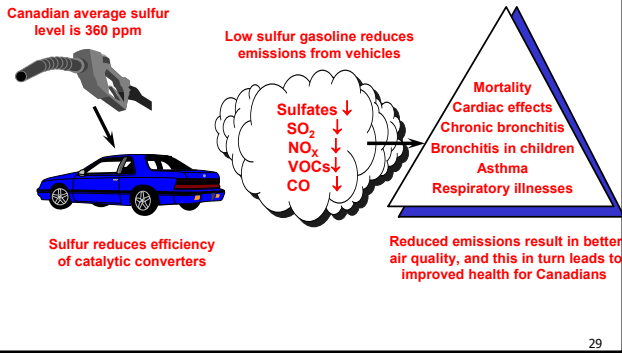 Canadian average sulfur
level is 360 ppm
Low sulfur gasoline reduces
emissions from vehicles
Sulfates ↓
SO₂ ↓
NOₓ ↓
VOCs↓
CO ↓
Mortality
Cardiac effects
Chronic bronchitis
Bronchitis in children
Asthma
Respiratory illnesses
Sulfur reduces efficiency
of catalytic converters
Reduced emissions result in better
air quality, and this in turn leads to
improved health for Canadians
29